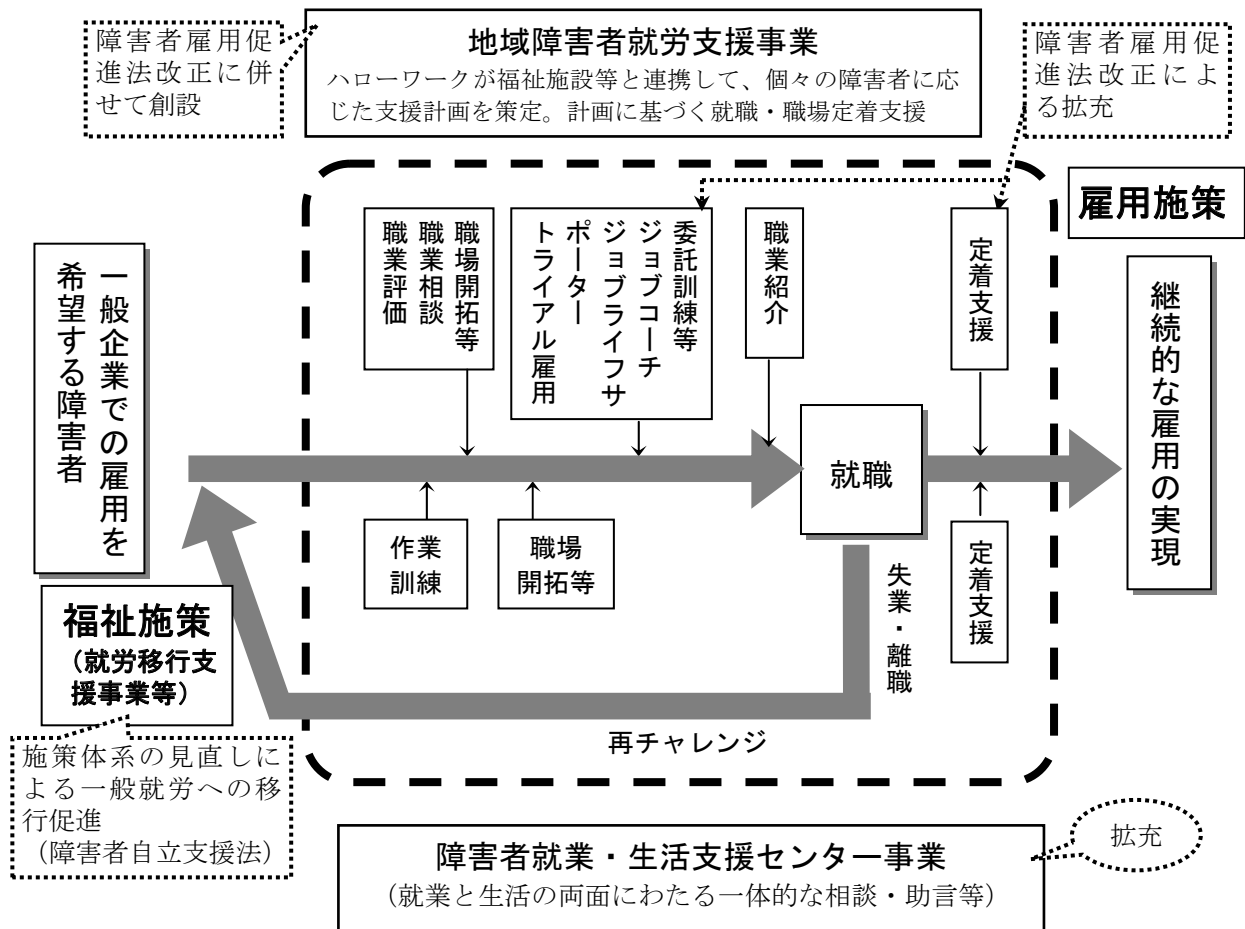 障害者雇用促
進法改正に併
せて創設
地域障害者就労支援事業
ハローワークが福祉施設等と連携して、個々の障害者に応
じた支援計画を策定。計画に基づく就職・職場定着支援
障害者雇用促
進法改正によ
る拡充
雇用施策
一般企業での雇用を
希望する障害者
職場開拓等
職業相談
職業評価
委託訓練等
ジョブコーチ
ジョブライフサ
ポーター
トライアル雇用
職業紹介
定着支援
継続的な雇用の実現
就職
作業
訓練
職場
開拓等
定着支援
失業・離職
福祉施策
（就労移行支
援事業等）
再チャレンジ
施策体系の見直しに
よる一般就労への移
行促進
（障害者自立支援法）
障害者就業・生活支援センター事業
（就業と生活の両面にわたる一体的な相談・助言等）
拡充